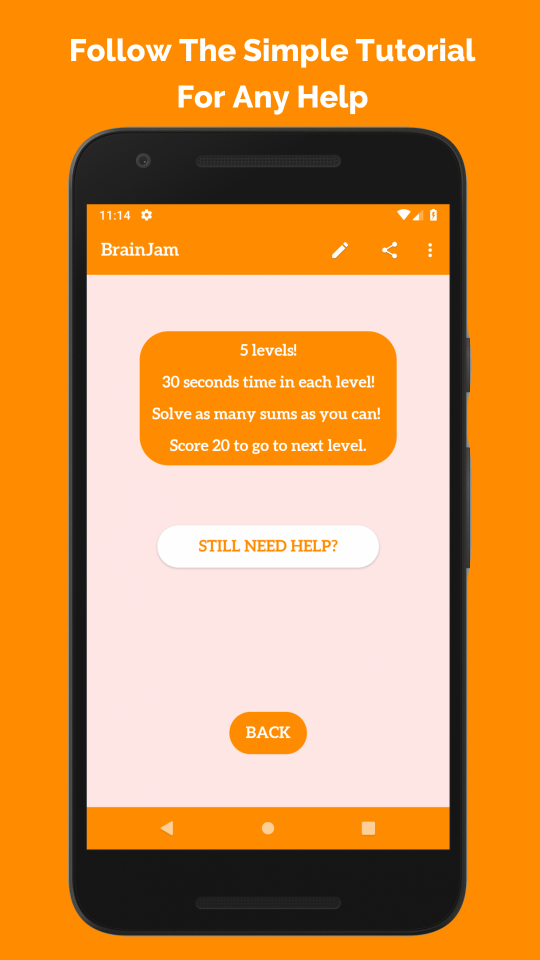 Follow The Simple Tutorial
For Any Help
11:14
BrainJam
5 levels!
30 seconds time in each level!
Solve as many sums as you can!
Score 20 to go to next level.
STILL NEED HELP?
BACK